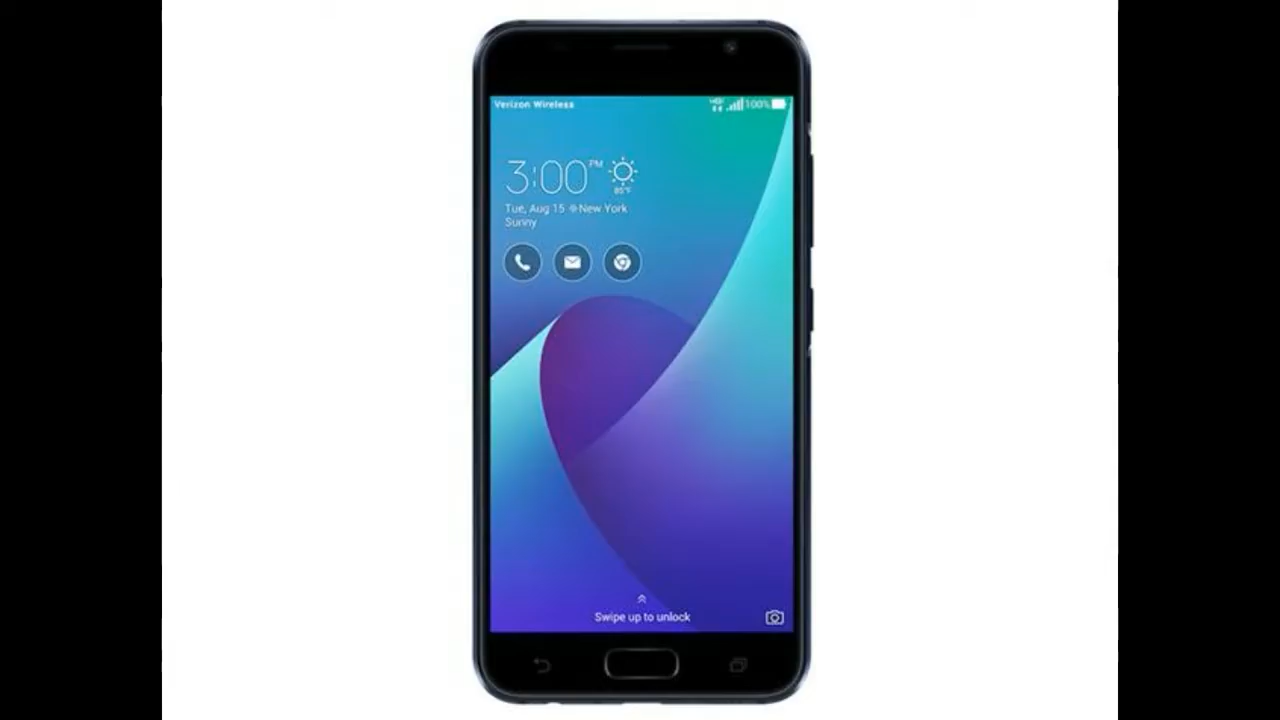 Verizon Wireless 100%
3:00 PM
85°F
Tue, Aug 15 New York
Sunny
Swipe up to unlock